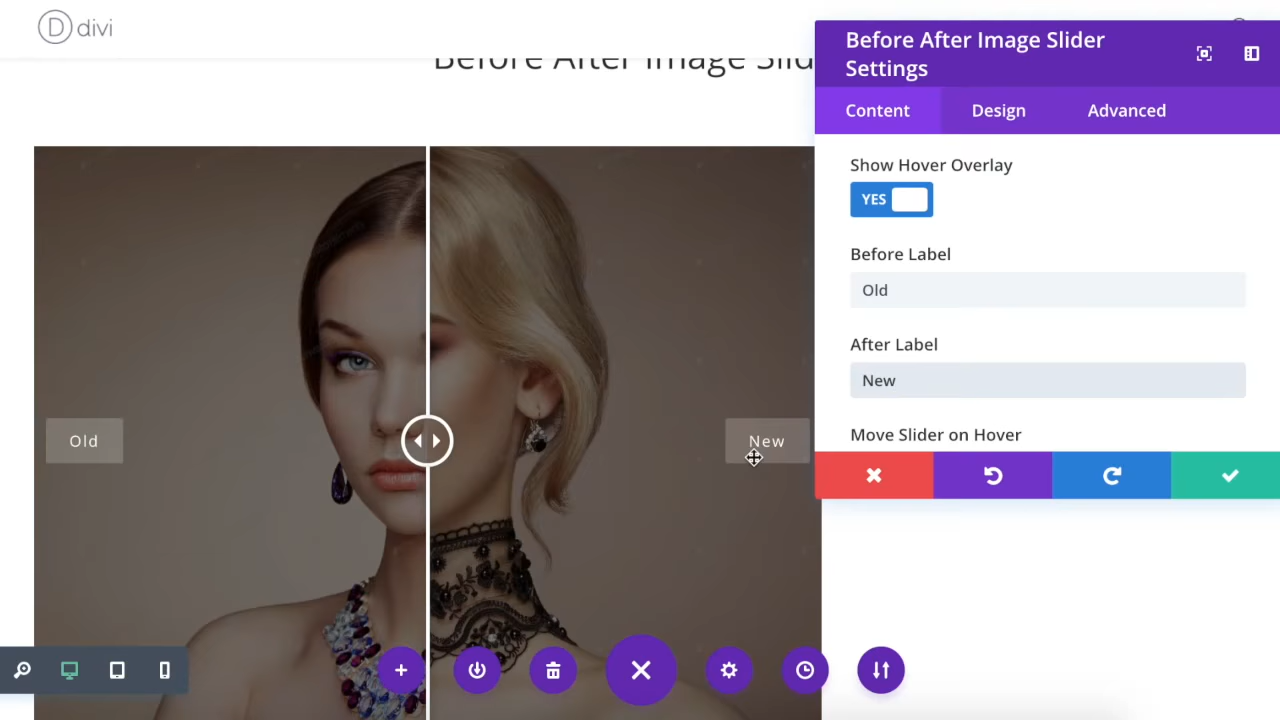 D divi
Before After Image Slid
Before After Image Slider
Settings
Content Design Advanced
Show Hover Overlay
YES
Before Label
Old
After Label
New
Move Slider on Hover
Old
New